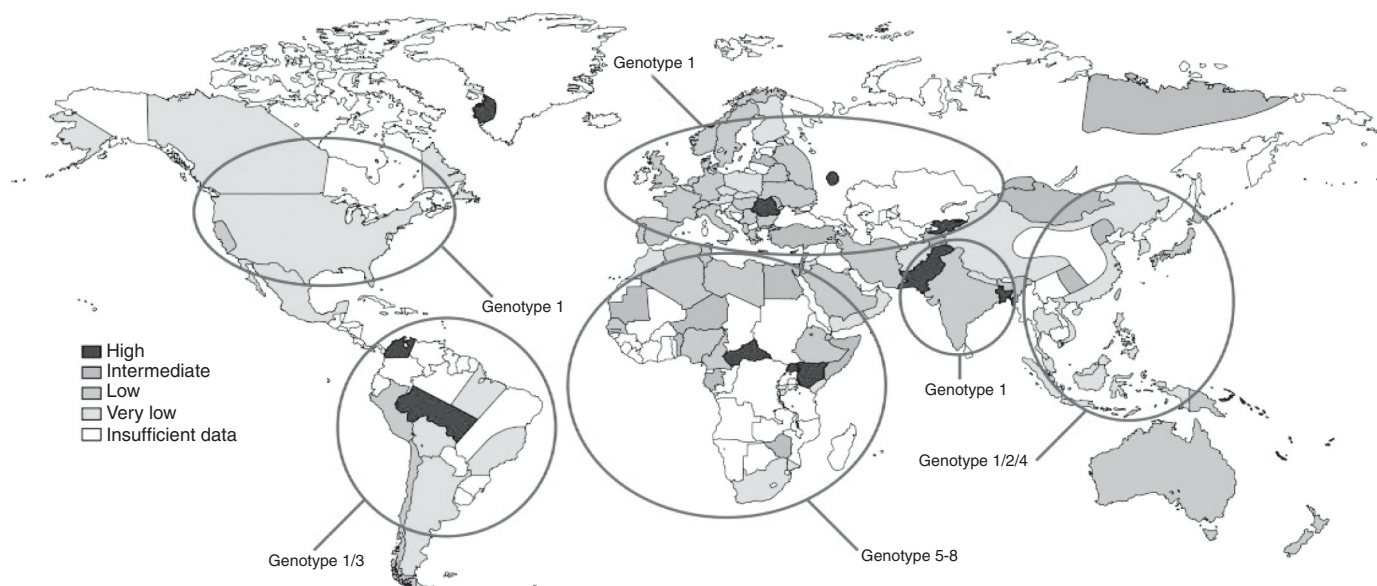 Genotype 1
Genotype 1
High
Intermediate
Low
Very low
Insufficient data
Genotype 1
Genotype 1/2/4
Genotype 1/3
Genotype 5-8